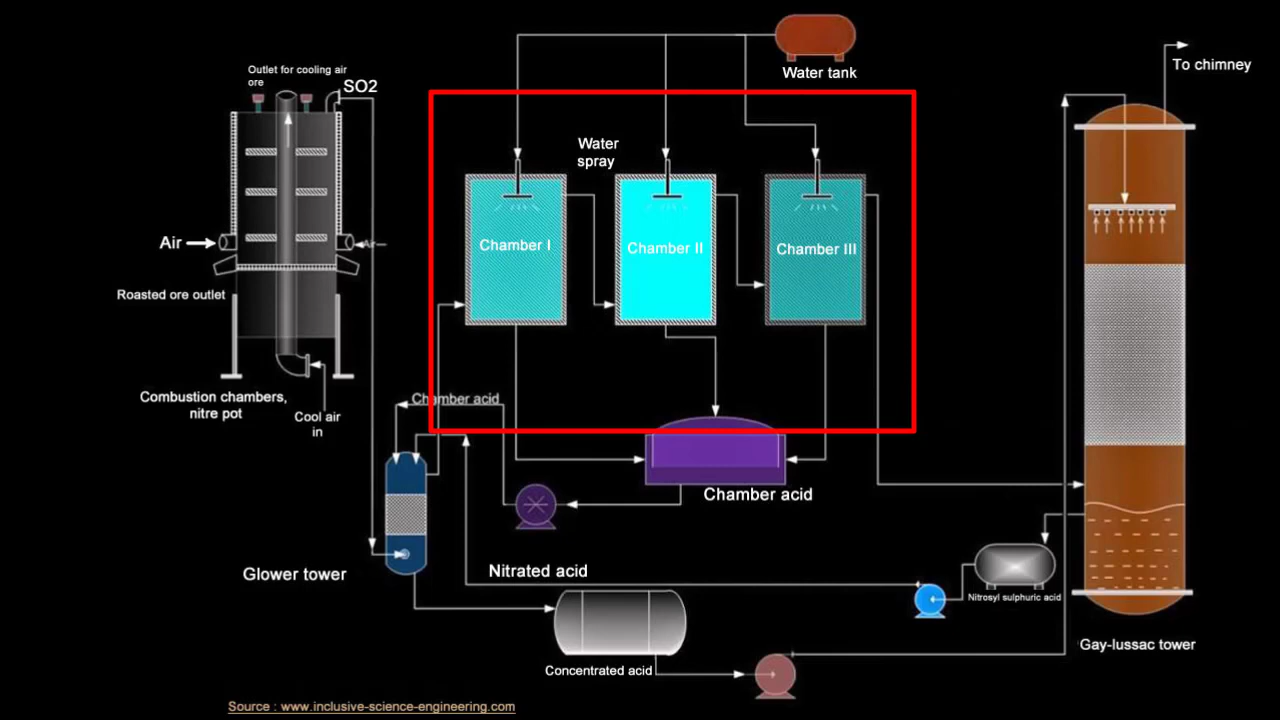 Outlet for cooling air
ore
SO2
Water tank
To chimney
Water
spray
Air
Air
Chamber I
Chamber II
Chamber III
Roasted ore outlet
Combustion chambers,
nitre pot
Cool air
in
Chamber acid
Chamber acid
Glower tower
Nitrated acid
Nitrosyl sulphuric acid
Gay-lussac tower
Concentrated acid
Source : www.inclusive-science-engineering.com